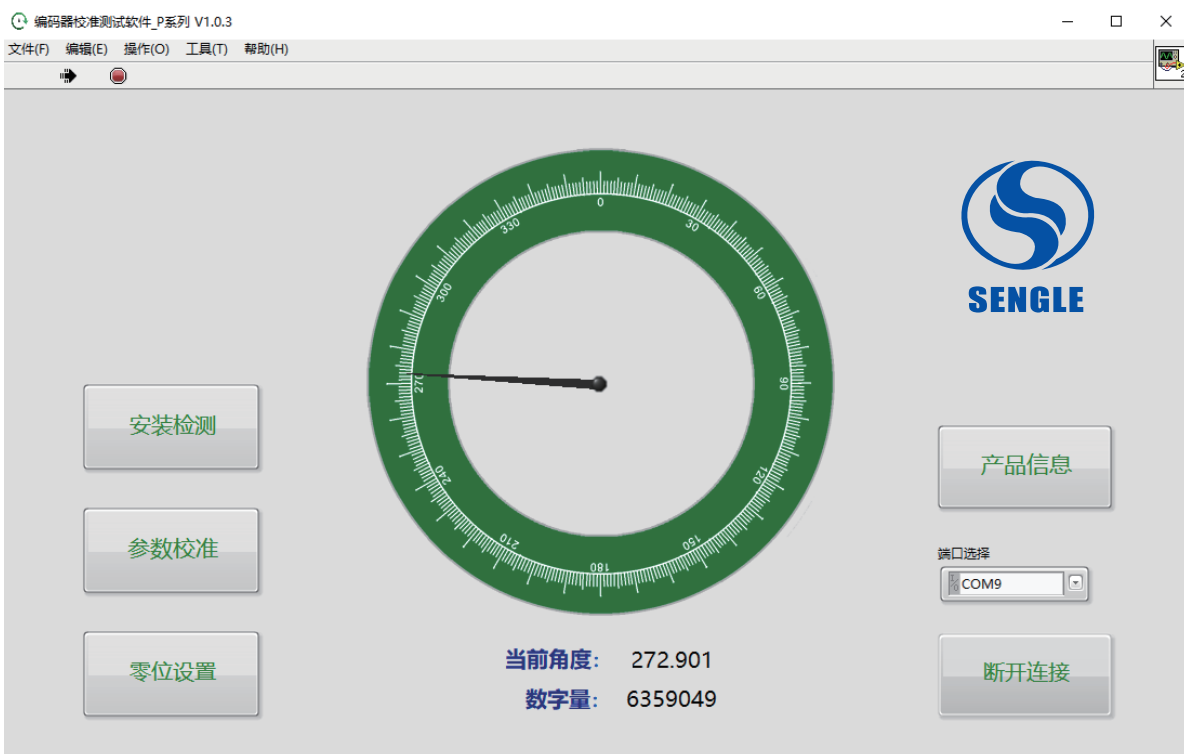 编码器校准测试软件_P系列 V1.0.3
文件(F) 编辑(E) 操作(O) 工具(T) 帮助(H)
2
0
30
60
90
120
150
180
210
240
270
300
330
SENGLE
安装检测
参数校准
零位设置
产品信息
端口选择
COM9
断开连接
当前角度: 272.901
数字量: 6359049